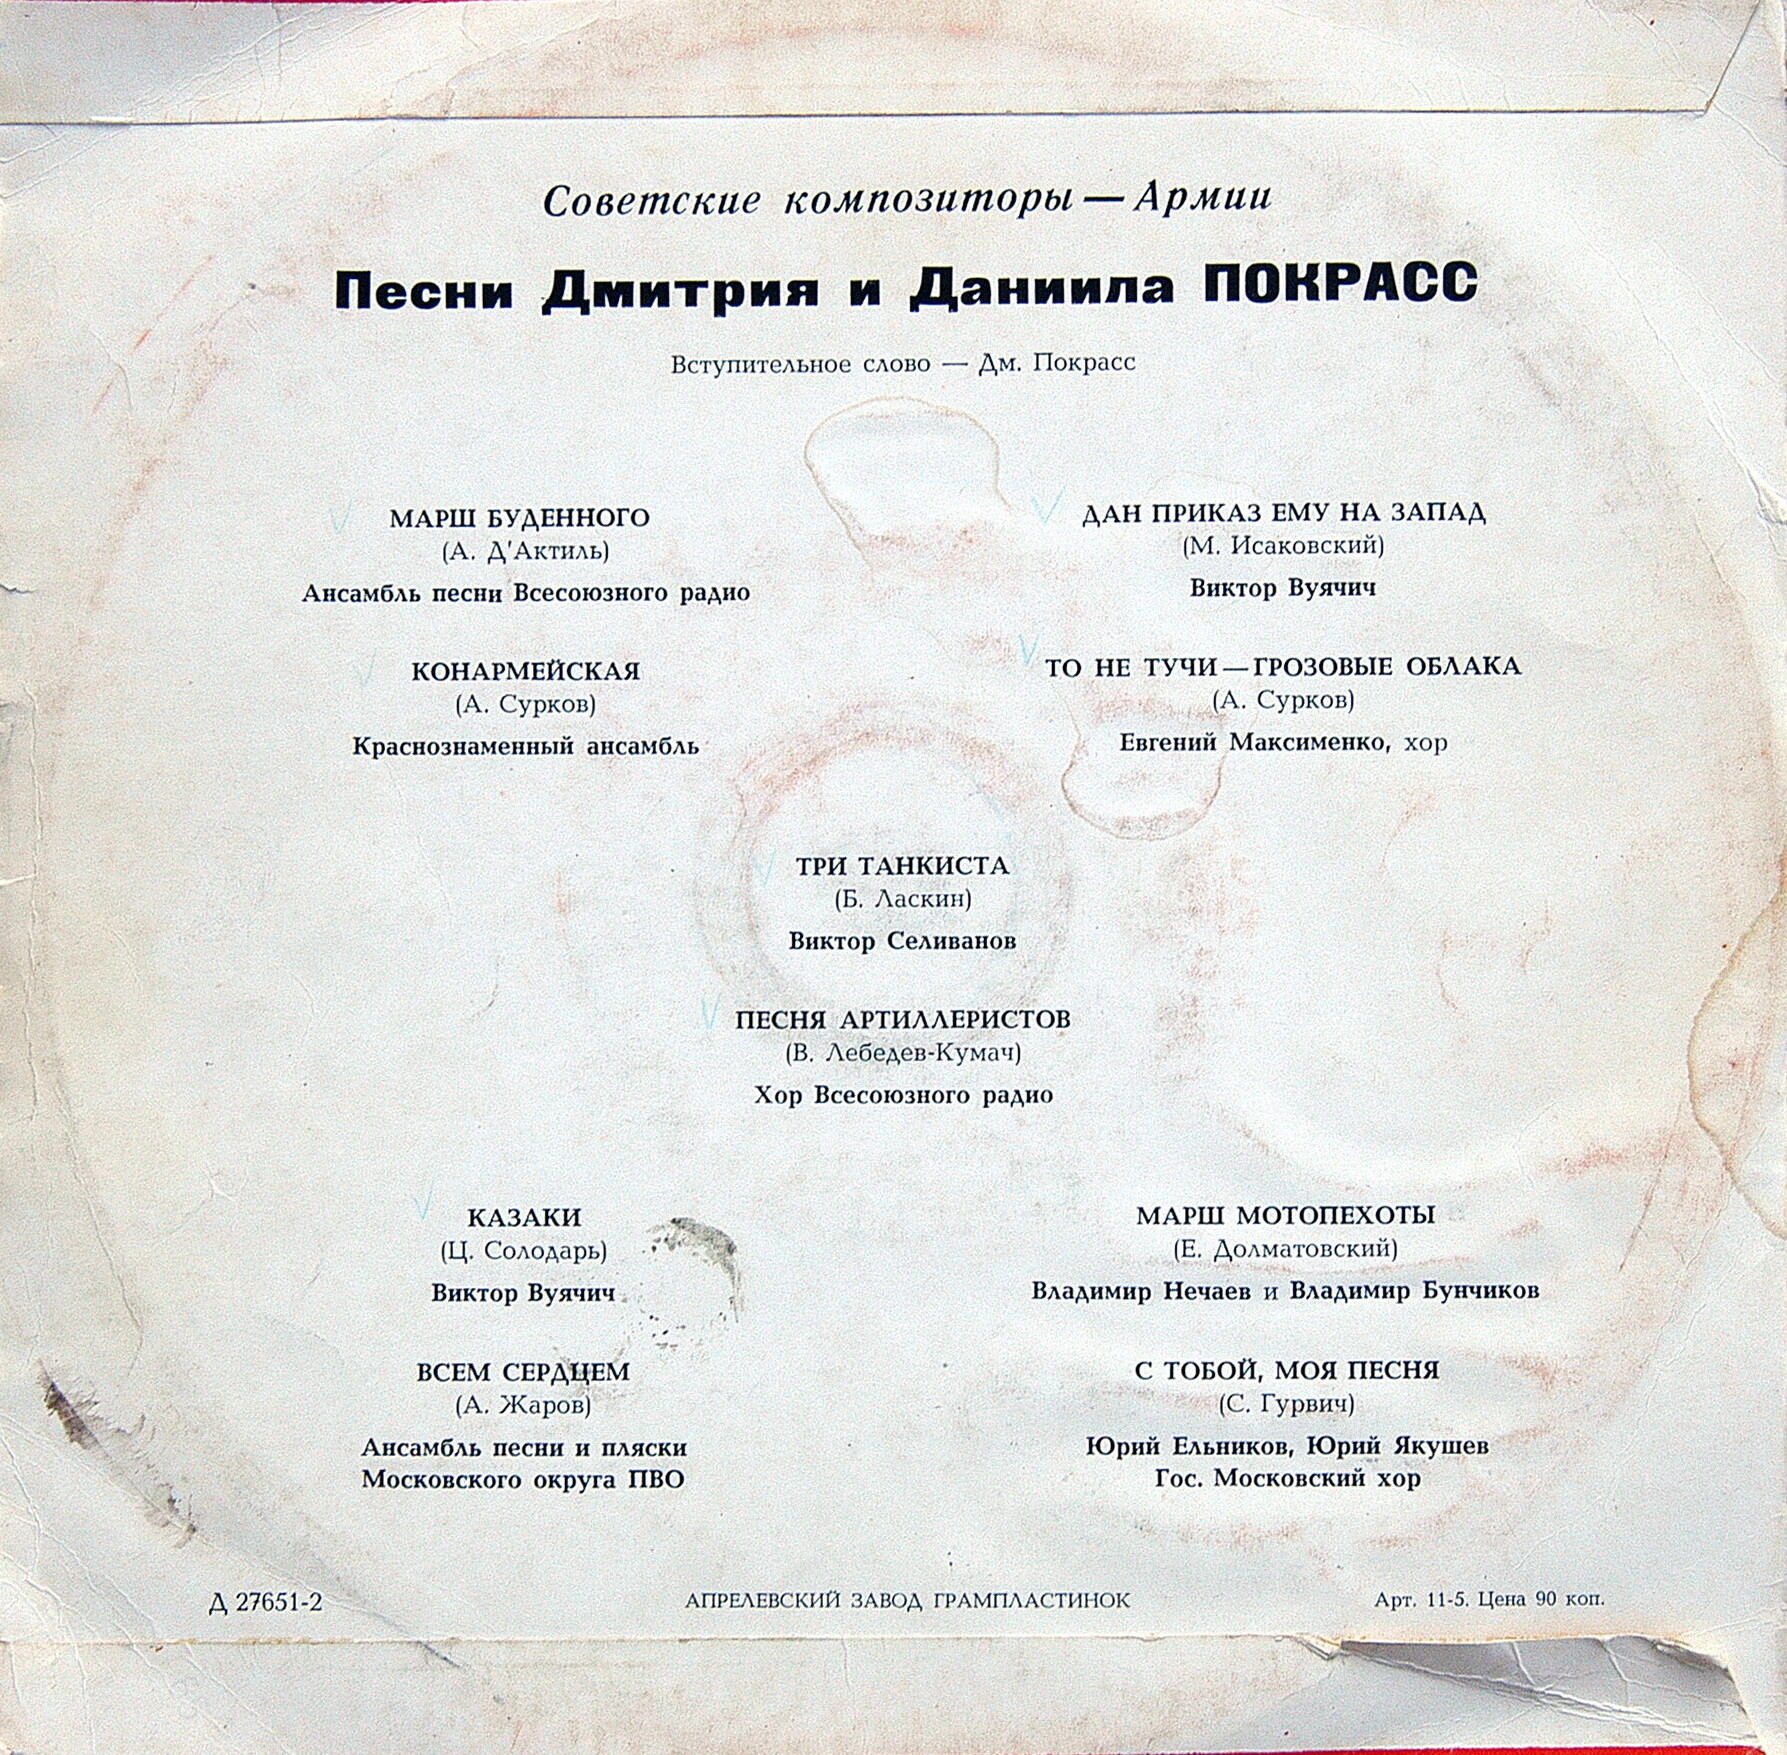 Советские композиторы — Армии
Песни Дмитрия и Даниила ПОКРАСС
Вступительное слово — Дм. Покрасс
МАРШ БУДЕННОГО
(А. Д'Актиль)
Ансамбль песни Всесоюзного радио
КОНАРМЕЙСКАЯ
(А. Сурков)
Краснознаменный ансамбль
ДАН ПРИКАЗ ЕМУ НА ЗАПАД
(М. Исаковский)
Виктор Вуячич
ТО НЕ ТУЧИ — ГРОЗОВЫЕ ОБЛАКА
(А. Сурков)
Евгений Максименко, хор
ТРИ ТАНКИСТА
(Б. Ласкин)
Виктор Селиванов
ПЕСНЯ АРТИЛЛЕРИСТОВ
(В. Лебедев-Кумач)
Хор Всесоюзного радио
КАЗАКИ
(Ц. Солодарь)
Виктор Вуячич
ВСЕМ СЕРДЦЕМ
(А. Жаров)
Ансамбль песни и пляски
Московского округа ПВО
МАРШ МОТОПЕХОТЫ
(Е. Долматовский)
Владимир Нечаев и Владимир Бунчиков
С ТОБОЙ, МОЯ ПЕСНЯ
(С. Гурвич)
Юрий Ельников, Юрий Якушев
Гос. Московский хор
Д 27651-2
АПРЕЛЕВСКИЙ ЗАВОД ГРАМПЛАСТИНОК
Арт. 11-5. Цена 90 коп.